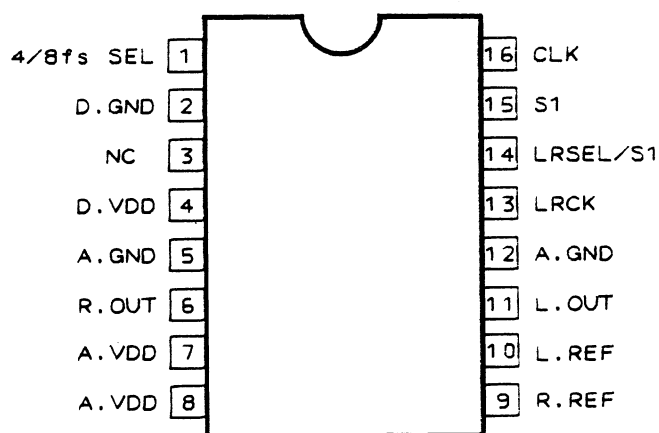 4/8fs SEL 1 16 CLK
D.GND 2 15 S1
NC 3 14 LRSEL/S1
D.VDD 4 13 LRCK
A.GND 5 12 A.GND
R.OUT 6 11 L.OUT
A.VDD 7 10 L.REF
A.VDD 8 9 R.REF